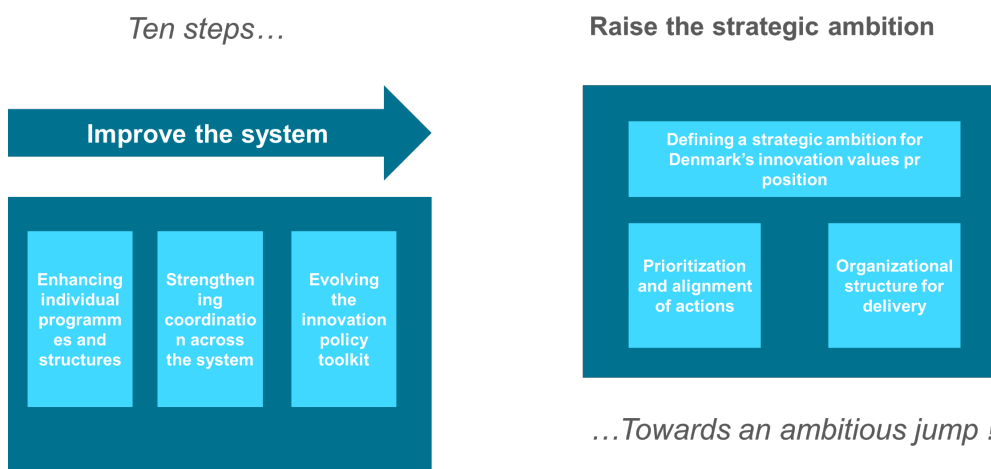 Ten steps…
Raise the strategic ambition
Improve the system
Defining a strategic ambition for
Denmark’s innovation values pr
position
Enhancing
individual
programm
es and
structures
Strengthen
ing
coordinatio
n across
the system
Evolving
the
innovation
policy
toolkit
Prioritization
and alignment
of actions
Organizational
structure for
delivery
…Towards an ambitious jump !